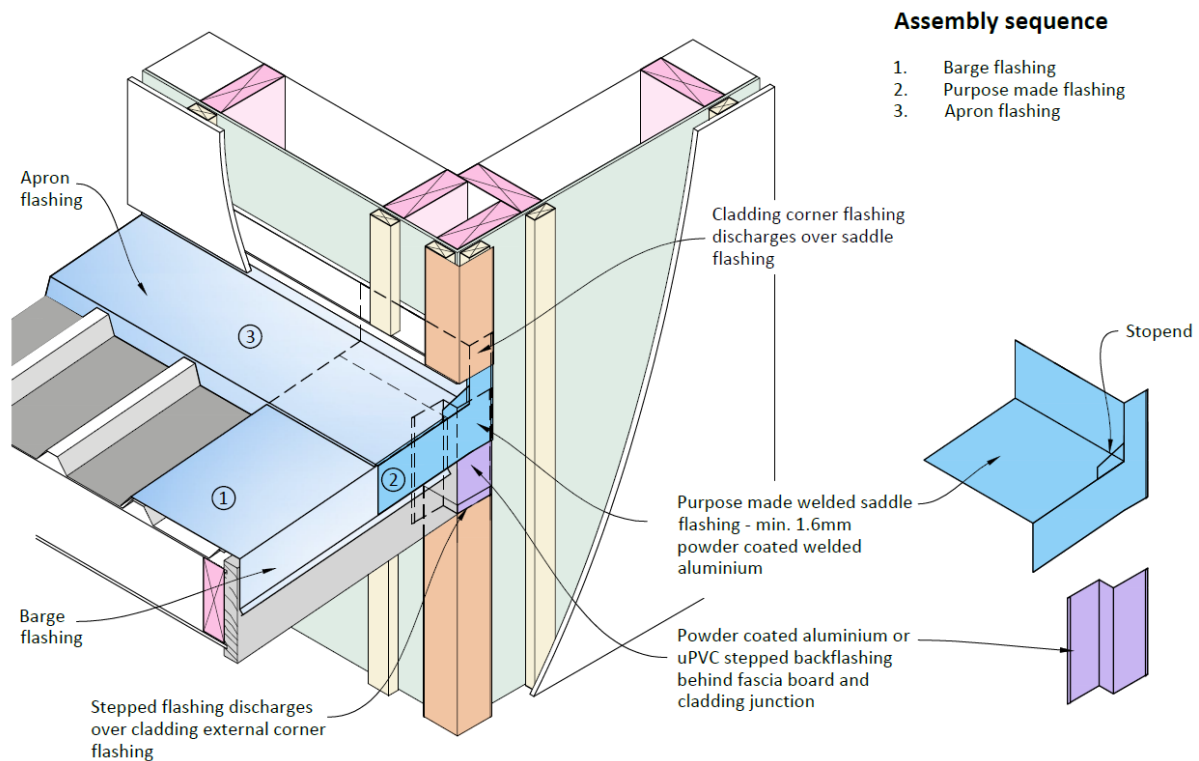 Assembly sequence
1. Barge flashing
2. Purpose made flashing
3. Apron flashing
Apron
flashing
Cladding corner flashing
discharges over saddle
flashing
3
Stopend
1
2
Purpose made welded saddle
flashing - min. 1.6mm
powder coated welded
aluminium
Barge
flashing
Powder coated aluminium or
uPVC stepped backflashing
behind fascia board and
cladding junction
Stepped flashing discharges
over cladding external corner
flashing